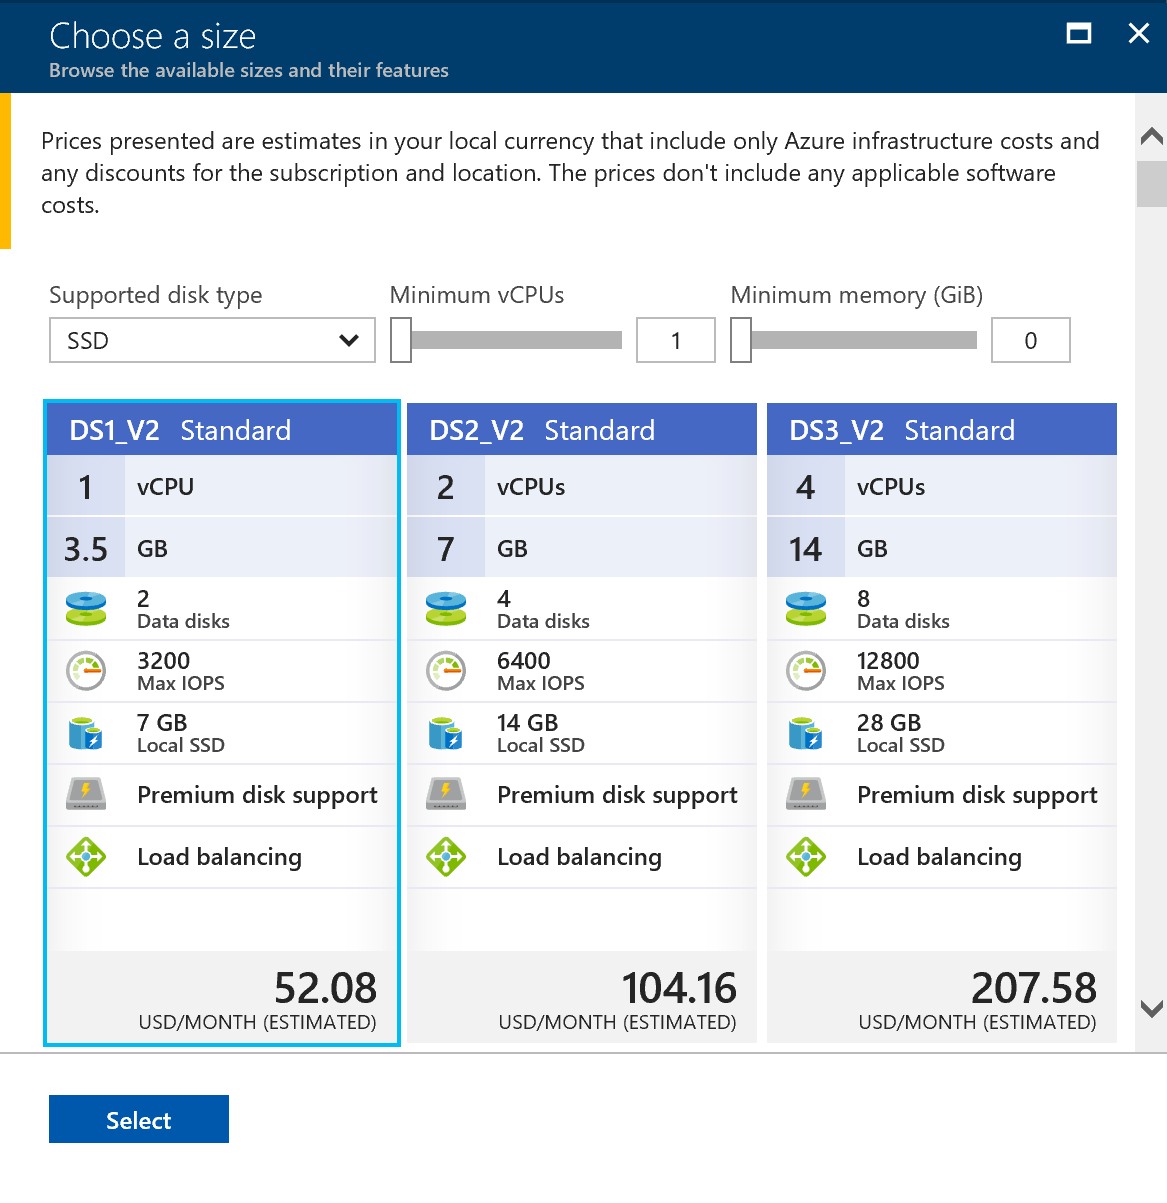 Choose a size
Browse the available sizes and their features
Prices presented are estimates in your local currency that include only Azure infrastructure costs and
any discounts for the subscription and location. The prices don't include any applicable software
costs.
Supported disk type
SSD
Minimum vCPUs
1
Minimum memory (GiB)
0
DS1_V2 Standard
1 vCPU
3.5 GB
2
Data disks
3200
Max IOPS
7 GB
Local SSD
Premium disk support
Load balancing
52.08
USD/MONTH (ESTIMATED)
DS2_V2 Standard
2 vCPUs
7 GB
4
Data disks
6400
Max IOPS
14 GB
Local SSD
Premium disk support
Load balancing
104.16
USD/MONTH (ESTIMATED)
DS3_V2 Standard
4 vCPUs
14 GB
8
Data disks
12800
Max IOPS
28 GB
Local SSD
Premium disk support
Load balancing
207.58
USD/MONTH (ESTIMATED)
Select